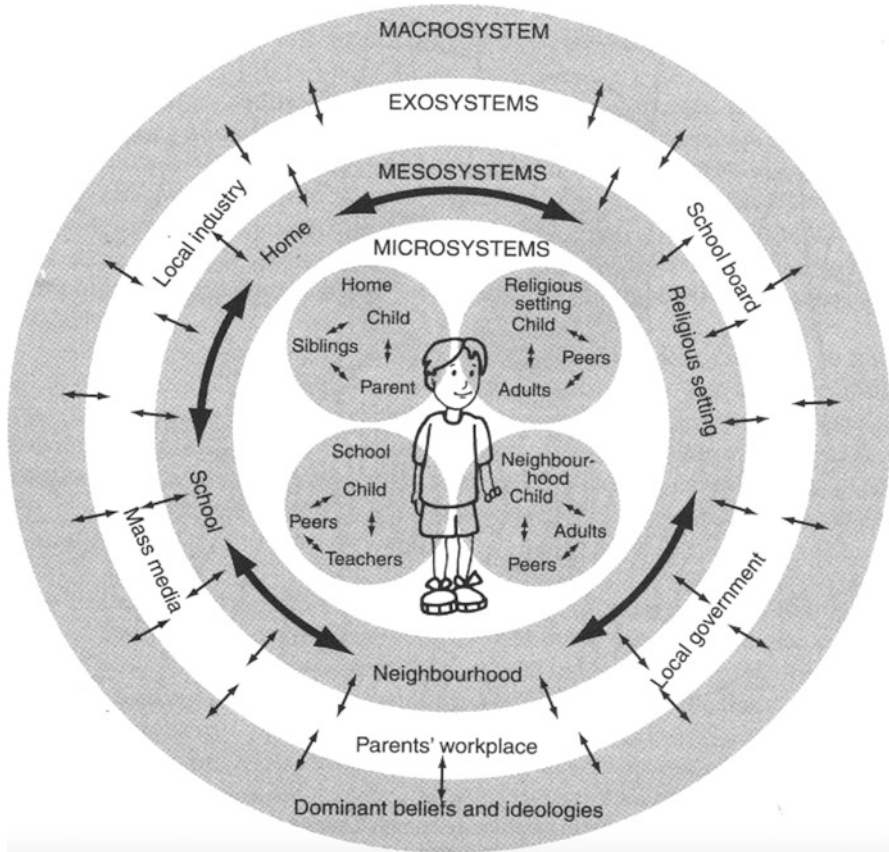 MACROSYSTEM
EXOSYSTEMS
MESOSYSTEMS
MICROSYSTEMS
Local industry
Home
School board
Religious setting
Home
Child
Siblings
Parent
Religious
setting
Child
Peers
Adults
School
Child
Peers
Teachers
Neighbour-
hood
Child
Adults
Peers
School
Mass media
Local government
Neighbourhood
Parents' workplace
Dominant beliefs and ideologies